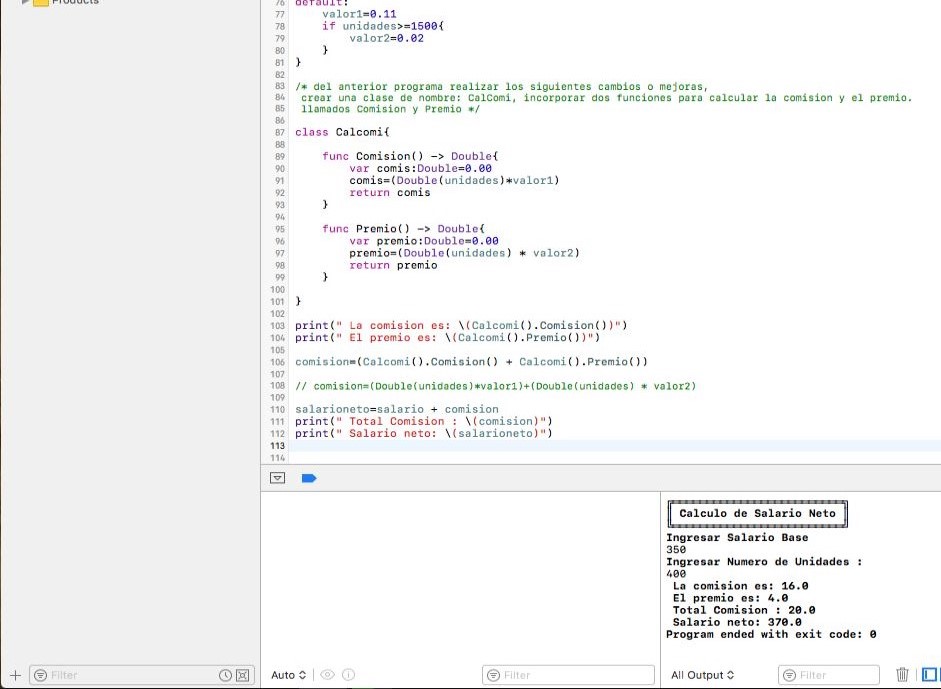 Products
76 default:
77 valor1=0.11
78 if unidades>=1500{
79 valor2=0.02
80 }
81 }
82
83 /* del anterior programa realizar los siguientes cambios o mejoras,
84 crear una clase de nombre: CalComi, incorporar dos funciones para calcular la comision y el premio.
85 llamados Comision y Premio */
86
87 class Calcomi{
88
89 func Comision() -> Double{
90 var comis:Double=0.00
91 comis=(Double(unidades)*valor1)
92 return comis
93 }
94
95 func Premio() -> Double{
96 var premio:Double=0.00
97 premio=(Double(unidades) * valor2)
98 return premio
99 }
100
101 }
102
103 print(" La comision es: \(Calcomi().Comision())")
104 print(" El premio es: \(Calcomi().Premio())")
105
106 comision=(Calcomi().Comision() + Calcomi().Premio())
107
108 // comision=(Double(unidades)*valor1)+(Double(unidades) * valor2)
109
110 salarioneto=salario + comision
111 print(" Total Comision : \(comision)")
112 print(" Salario neto: \(salarioneto)")
113
114
Calculo de Salario Neto
Ingresar Salario Base
350
Ingresar Numero de Unidades :
400
La comision es: 16.0
El premio es: 4.0
Total Comision : 20.0
Salario neto: 370.0
Program ended with exit code: 0
Filter
Auto
Filter
All Output
Filter